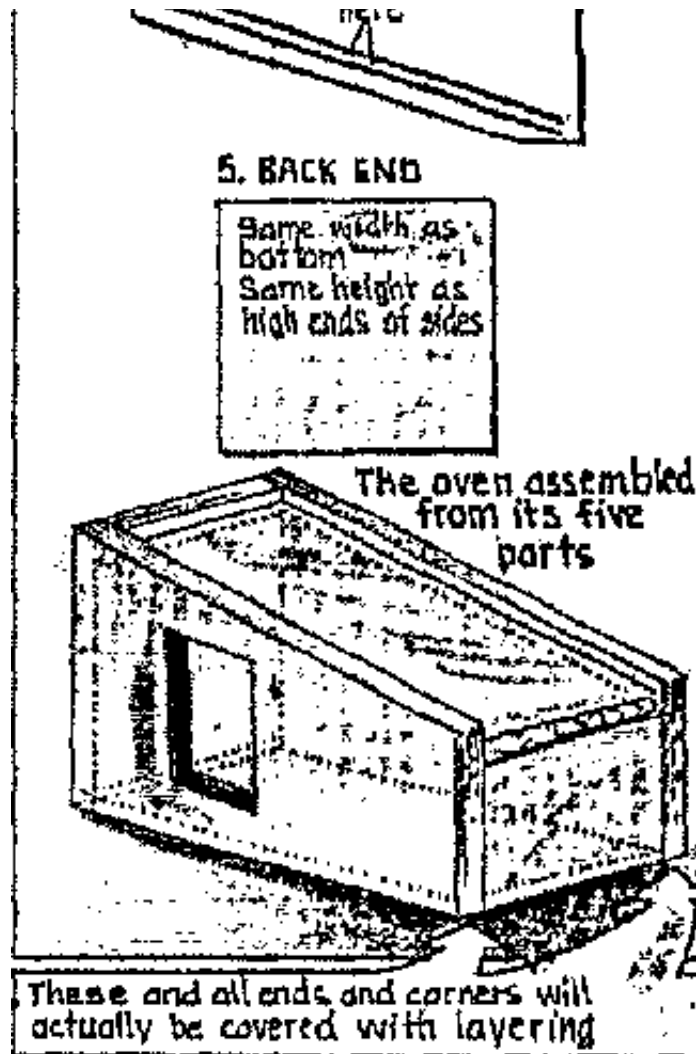 here
5. BACK END
Same width as
bottom
Same height as
high ends of sides
The oven assembled
from its five
parts
These and all ends and corners will
actually be covered with layering